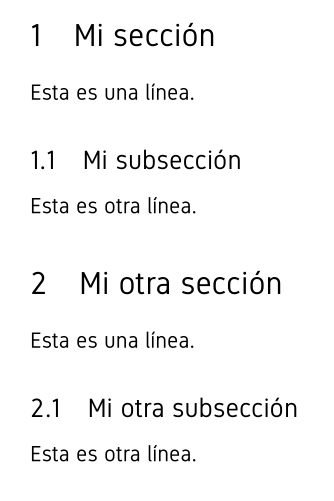 1 Mi sección
Esta es una línea.
1.1 Mi subsección
Esta es otra línea.
2 Mi otra sección
Esta es una línea.
2.1 Mi otra subsección
Esta es otra línea.